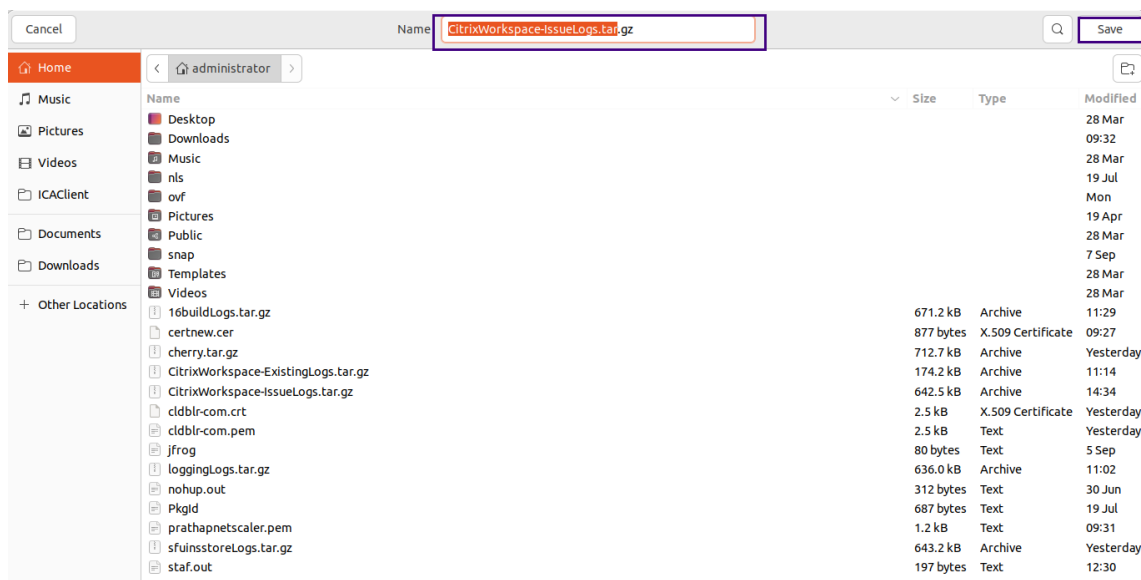 Cancel Name CitrixWorkspace-IssueLogs.tar.gz Save
Home administrator
Music Name Size Type Modified
Desktop 28 Mar
Pictures Downloads 09:32
Music 28 Mar
Videos nls 19 Jul
ICAClient ovf Mon
Pictures 19 Apr
Documents Public 28 Mar
snap 7 Sep
Downloads Templates 28 Mar
Videos 28 Mar
+ Other Locations 16buildLogs.tar.gz 671.2 kB Archive 11:29
certnew.cer 877 bytes X.509 Certificate 09:27
cherry.tar.gz 712.7 kB Archive Yesterday
CitrixWorkspace-ExistingLogs.tar.gz 174.2 kB Archive 11:14
CitrixWorkspace-IssueLogs.tar.gz 642.5 kB Archive 14:34
cldblr-com.crt 2.5 kB X.509 Certificate Yesterday
cldblr-com.pem 2.5 kB Text Yesterday
jfrog 80 bytes Text 5 Sep
loggingLogs.tar.gz 636.0 kB Archive 11:02
nohup.out 312 bytes Text 30 Jun
PkgId 687 bytes Text 19 Jul
prathapnetscaler.pem 1.2 kB Text 09:31
sfuinsstoreLogs.tar.gz 643.2 kB Archive Yesterday
staf.out 197 bytes Text 12:30